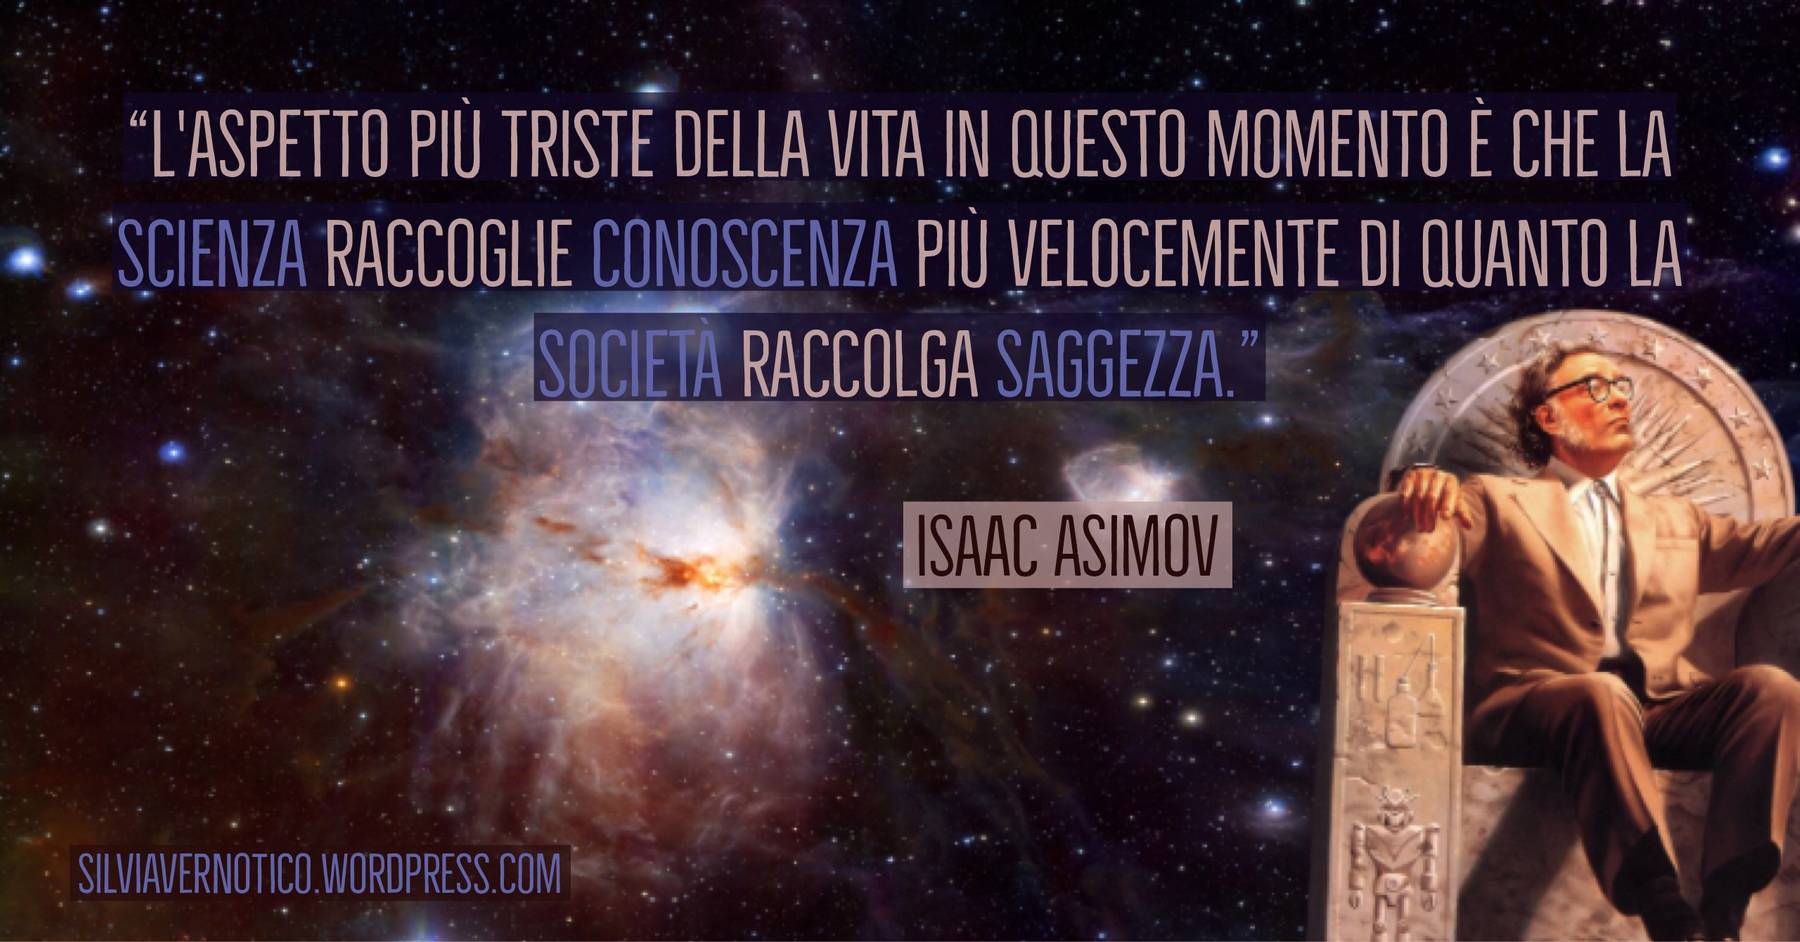 “L'ASPETTO PIÙ TRISTE DELLA VITA IN QUESTO MOMENTO È CHE LA
SCIENZA RACCOGLIE CONOSCENZA PIÙ VELOCEMENTE DI QUANTO LA
SOCIETÀ RACCOLGA SAGGEZZA.”
ISAAC ASIMOV
SILVIAVERNOTICO.WORDPRESS.COM